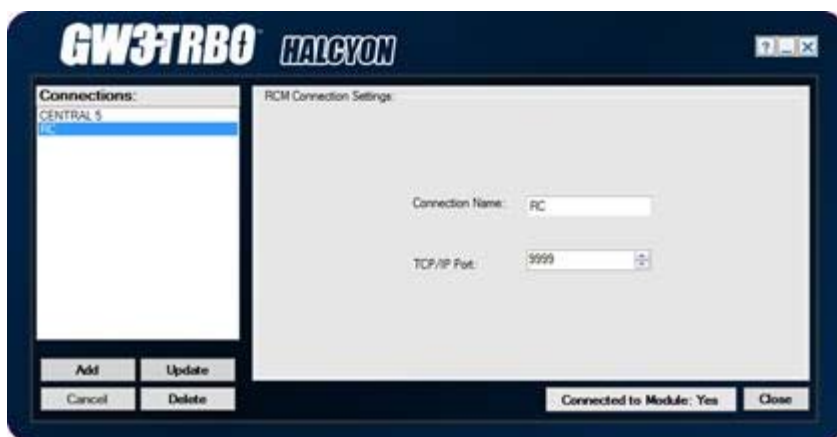 GW3-TRBO HALCYON
? _ X
Connections:
CENTRAL 5
RC
RCM Connection Settings:
Connection Name: RC
TCP/IP Port: 9999
Add Update
Cancel Delete
Connected to Module: Yes Close